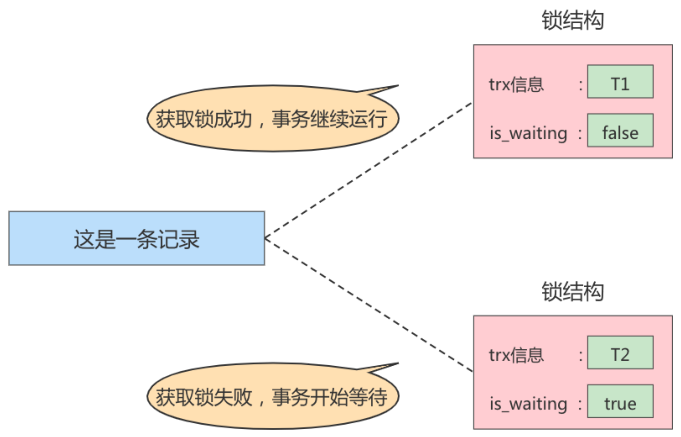 锁结构
trx信息 : T1
is_waiting : false
获取锁成功，事务继续运行
这是一条记录
锁结构
trx信息 : T2
is_waiting : true
获取锁失败，事务开始等待